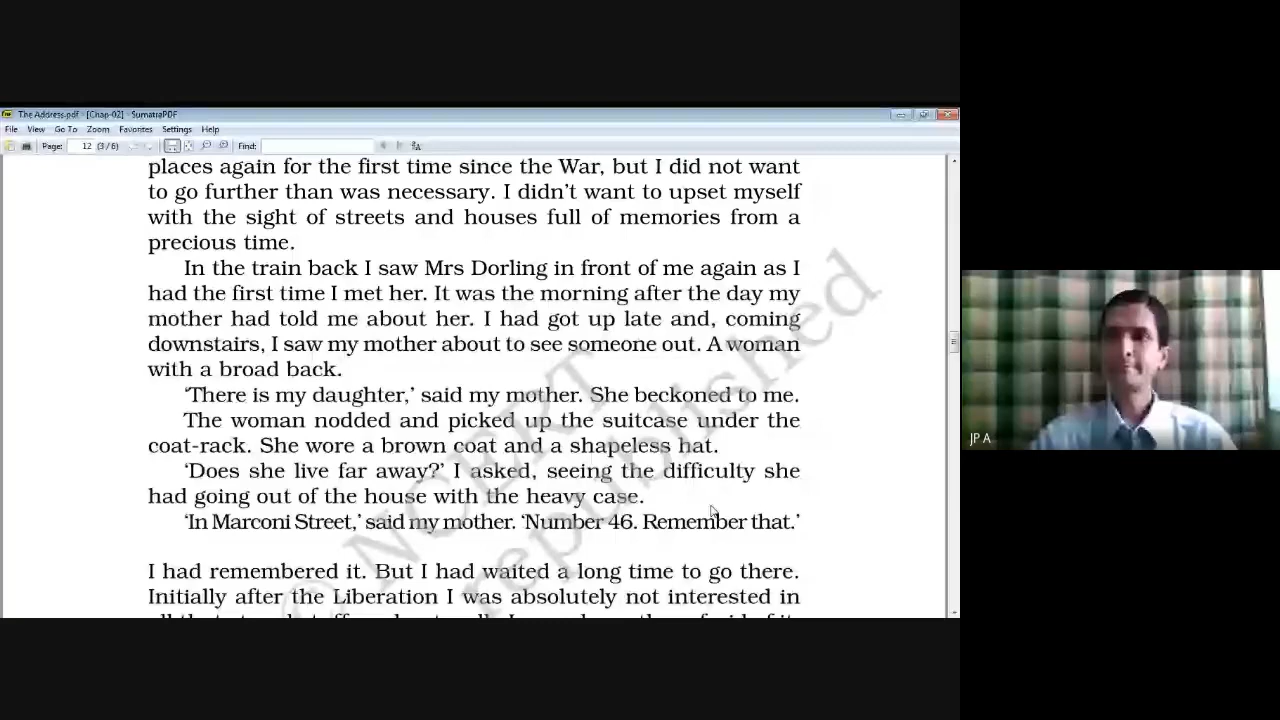 The Address.pdf - [Chap-02] - SumatraPDF
File View Go To Zoom Favorites Settings Help
Page: 12 (3/6) Find:
places again for the first time since the War, but I did not want
to go further than was necessary. I didn’t want to upset myself
with the sight of streets and houses full of memories from a
precious time.
In the train back I saw Mrs Dorling in front of me again as I
had the first time I met her. It was the morning after the day my
mother had told me about her. I had got up late and, coming
downstairs, I saw my mother about to see someone out. A woman
with a broad back.
‘There is my daughter,’ said my mother. She beckoned to me.
The woman nodded and picked up the suitcase under the
coat-rack. She wore a brown coat and a shapeless hat.
‘Does she live far away?’ I asked, seeing the difficulty she
had going out of the house with the heavy case.
‘In Marconi Street,’ said my mother. ‘Number 46. Remember that.’
I had remembered it. But I had waited a long time to go there.
Initially after the Liberation I was absolutely not interested in
© NCERT
republished
JP A